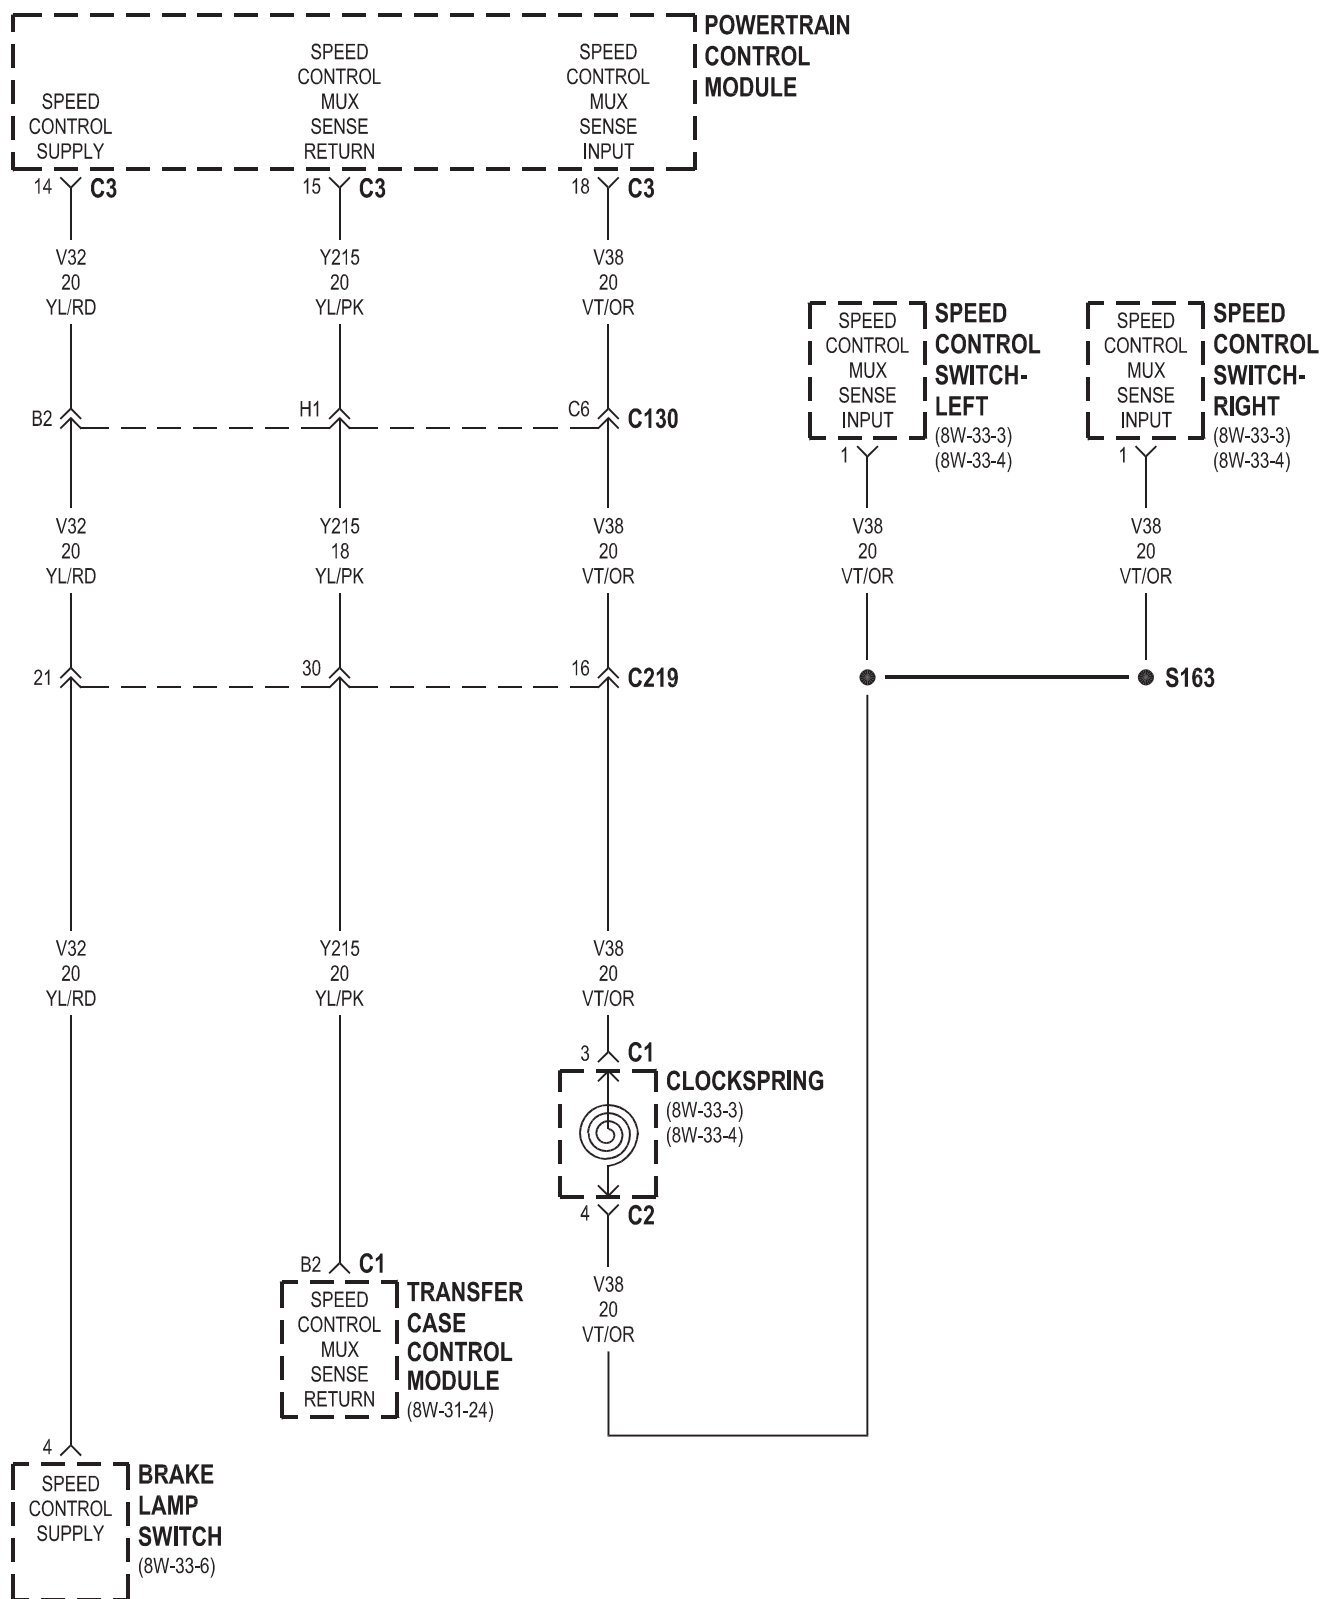 POWERTRAIN
CONTROL
MODULE
SPEED
CONTROL
SUPPLY
SPEED
CONTROL
MUX
SENSE
RETURN
SPEED
CONTROL
MUX
SENSE
INPUT
14 C3
15 C3
18 C3
V32
20
YL/RD
Y215
20
YL/PK
V38
20
VT/OR
SPEED
CONTROL
MUX
SENSE
INPUT
SPEED
CONTROL
SWITCH-
LEFT
(8W-33-3)
(8W-33-4)
SPEED
CONTROL
MUX
SENSE
INPUT
SPEED
CONTROL
SWITCH-
RIGHT
(8W-33-3)
(8W-33-4)
B2
H1
C6
C130
1
1
V32
20
YL/RD
Y215
18
YL/PK
V38
20
VT/OR
V38
20
VT/OR
V38
20
VT/OR
21
30
16
C219
S163
V32
20
YL/RD
Y215
20
YL/PK
V38
20
VT/OR
3 C1
CLOCKSPRING
(8W-33-3)
(8W-33-4)
4 C2
V38
20
VT/OR
B2 C1
SPEED
CONTROL
MUX
SENSE
RETURN
TRANSFER
CASE
CONTROL
MODULE
(8W-31-24)
4
SPEED
CONTROL
SUPPLY
BRAKE
LAMP
SWITCH
(8W-33-6)